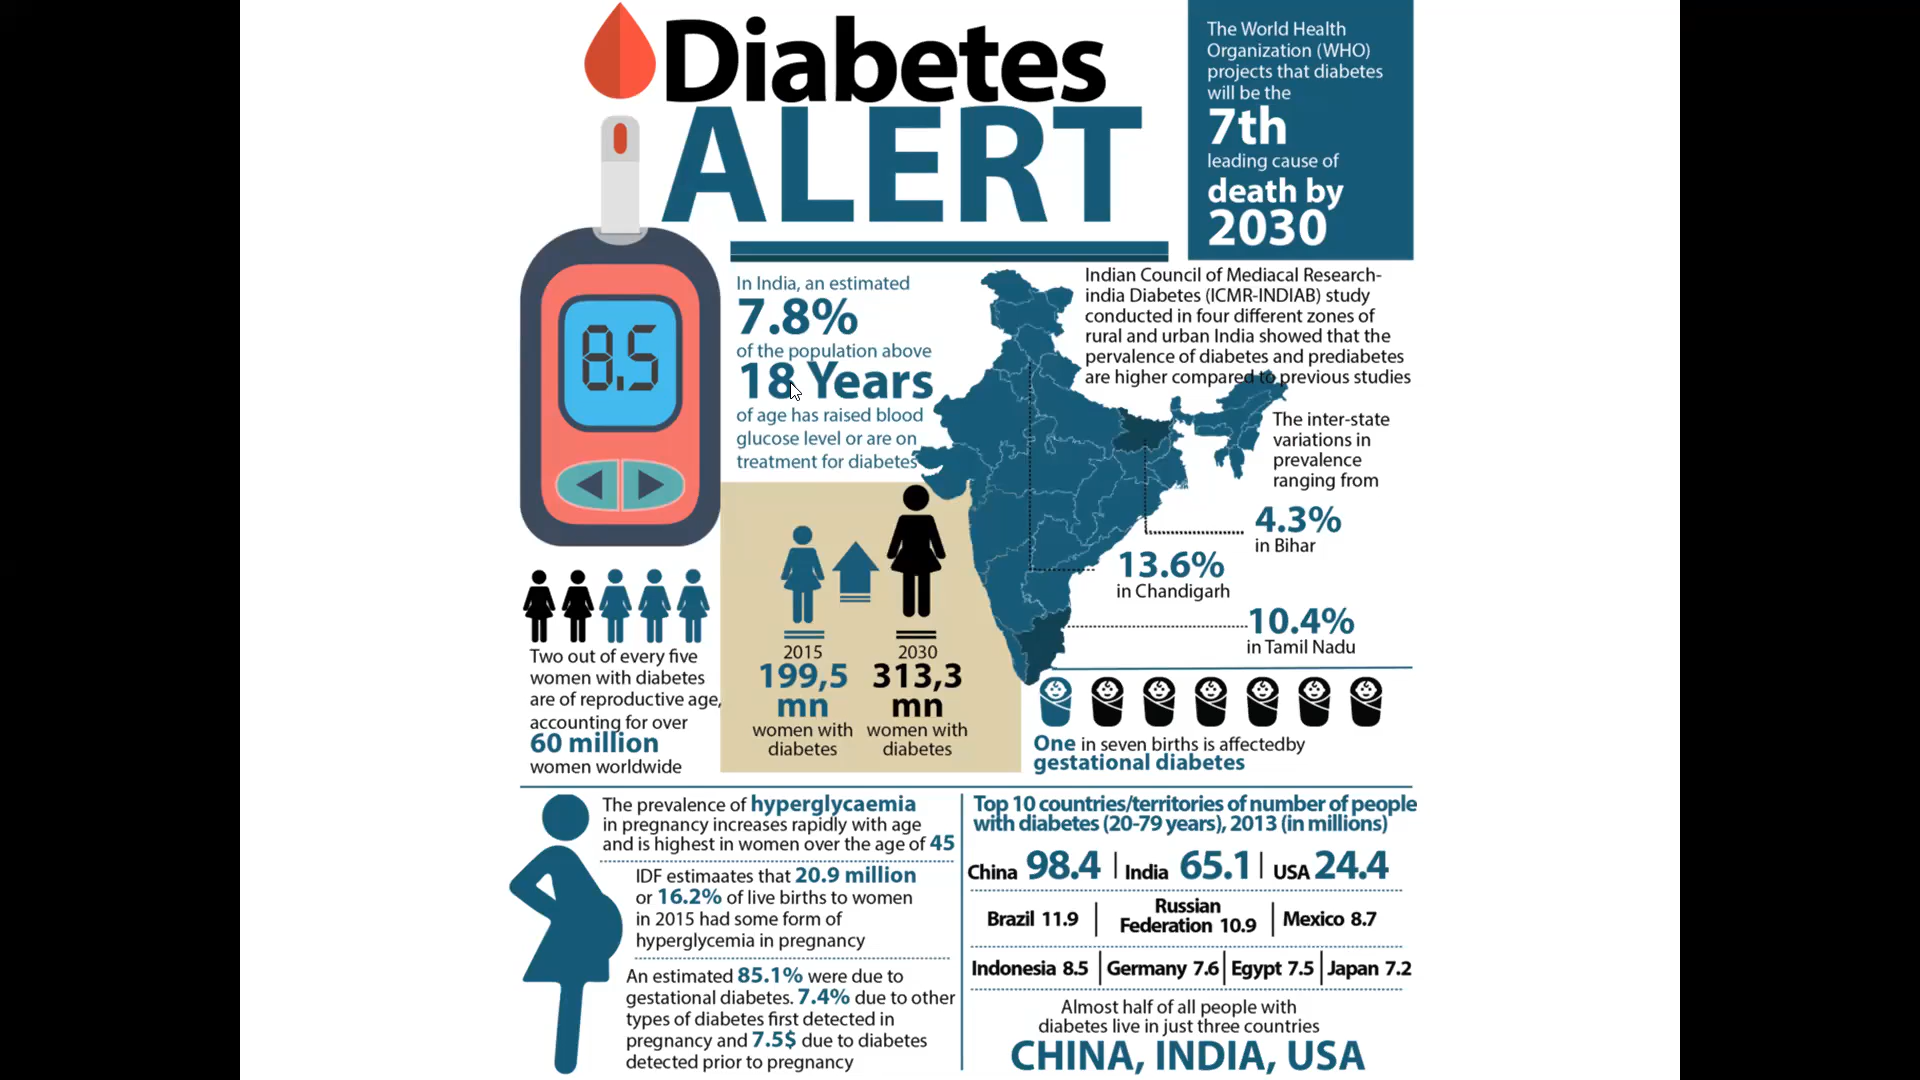 Diabetes
ALERT
The World Health
Organization (WHO)
projects that diabetes
will be the
7th
leading cause of
death by
2030
8.5
In India, an estimated
7.8%
of the population above
18 Years
of age has raised blood
glucose level or are on
treatment for diabetes
Indian Council of Mediacal Research-
india Diabetes (ICMR-INDIAB) study
conducted in four different zones of
rural and urban India showed that the
pervalence of diabetes and prediabetes
are higher compared to previous studies
The inter-state
variations in
prevalence
ranging from
4.3%
in Bihar
13.6%
in Chandigarh
10.4%
in Tamil Nadu
Two out of every five
women with diabetes
are of reproductive age,
accounting for over
60 million
women worldwide
2015
199,5
mn
women with
diabetes
2030
313,3
mn
women with
diabetes
One in seven births is affectedby
gestational diabetes
The prevalence of hyperglycaemia
in pregnancy increases rapidly with age
and is highest in women over the age of 45
IDF estimaates that 20.9 million
or 16.2% of live births to women
in 2015 had some form of
hyperglycemia in pregnancy
An estimated 85.1% were due to
gestational diabetes. 7.4% due to other
types of diabetes first detected in
pregnancy and 7.5$ due to diabetes
detected prior to pregnancy
Top 10 countries/territories of number of people
with diabetes (20-79 years), 2013 (in millions)
China 98.4 | India 65.1 | USA 24.4
Brazil 11.9 | Russian Federation 10.9 | Mexico 8.7
Indonesia 8.5 | Germany 7.6 | Egypt 7.5 | Japan 7.2
Almost half of all people with
diabetes live in just three countries
CHINA, INDIA, USA